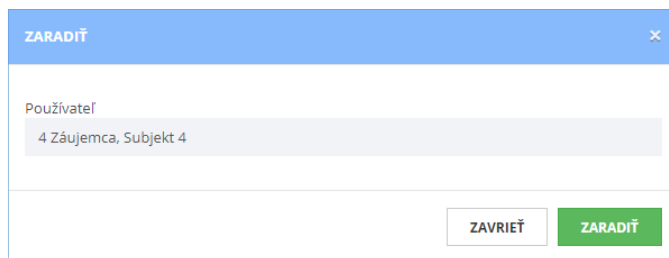 ZARADIŤ ×
Používateľ
4 Záujemca, Subjekt 4
ZAVRIEŤ ZARADIŤ